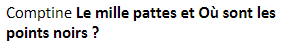 Comptine Le mille pattes et Où sont les
points noirs ?